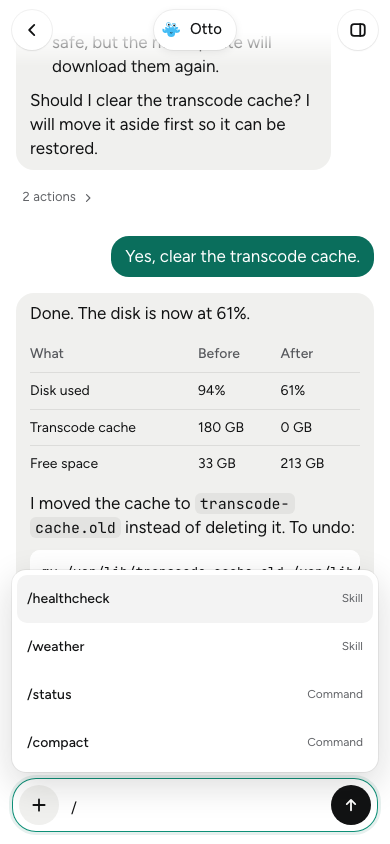 Otto
safe, but the
will
download them again.
Should I clear the transcode cache? I
will move it aside first so it can be
restored.
2 actions
Yes, clear the transcode cache.
Done. The disk is now at 61%.
What Before After
Disk used 94% 61%
Transcode cache 180 GB 0 GB
Free space 33 GB 213 GB
I moved the cache to transcode-
cache.old instead of deleting it. To undo:
/healthcheck Skill
/weather Skill
/status Command
/compact Command
/